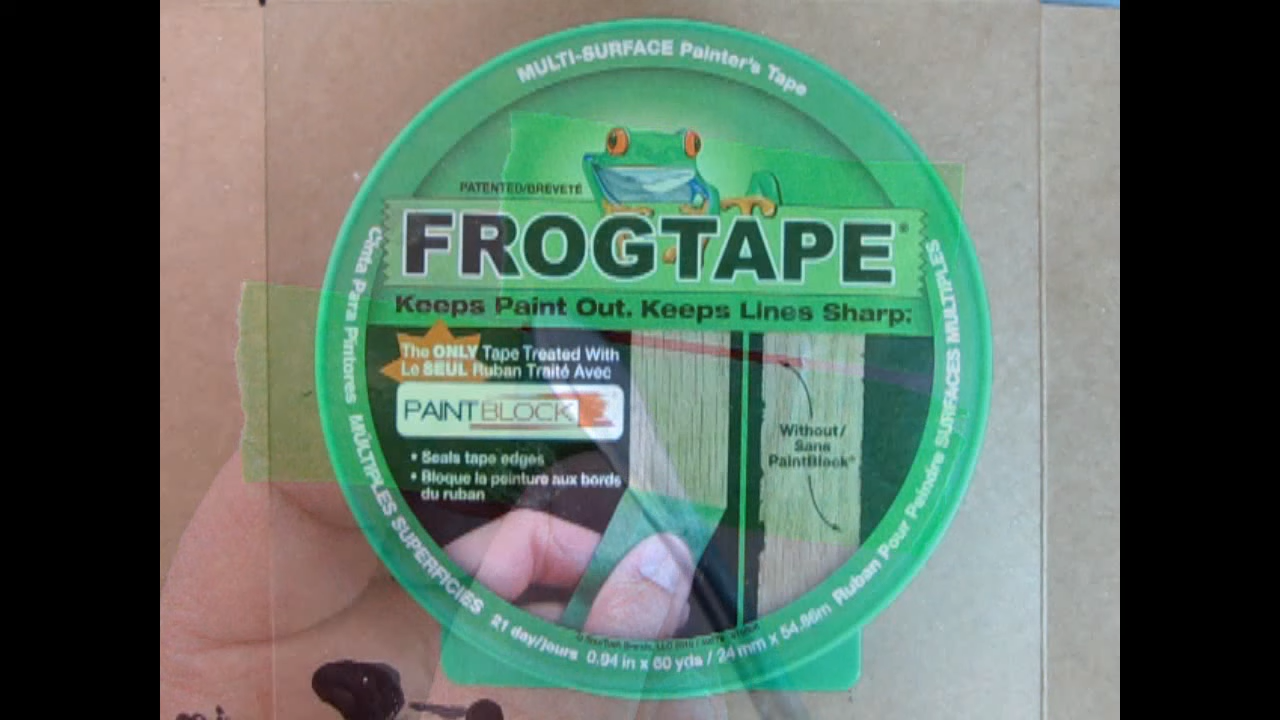 MULTI-SURFACE Painter's Tape
PATENTED/BREVETÉ
FROGTAPE®
Keeps Paint Out. Keeps Lines Sharp.
The ONLY Tape Treated With
Le SEUL Ruban Traité Avec
PAINTBLOCK
• Seals tape edges
• Bloque la peinture aux bords
du ruban
Without/
Sans
PaintBlock®
Cinta Para Pintores MÚLTIPLES SUPERFICIES
21 day/jours 0.94 in x 60 yds / 24 mm x 54.86m
Ruban Pour Peindre SURFACES MULTIPLES